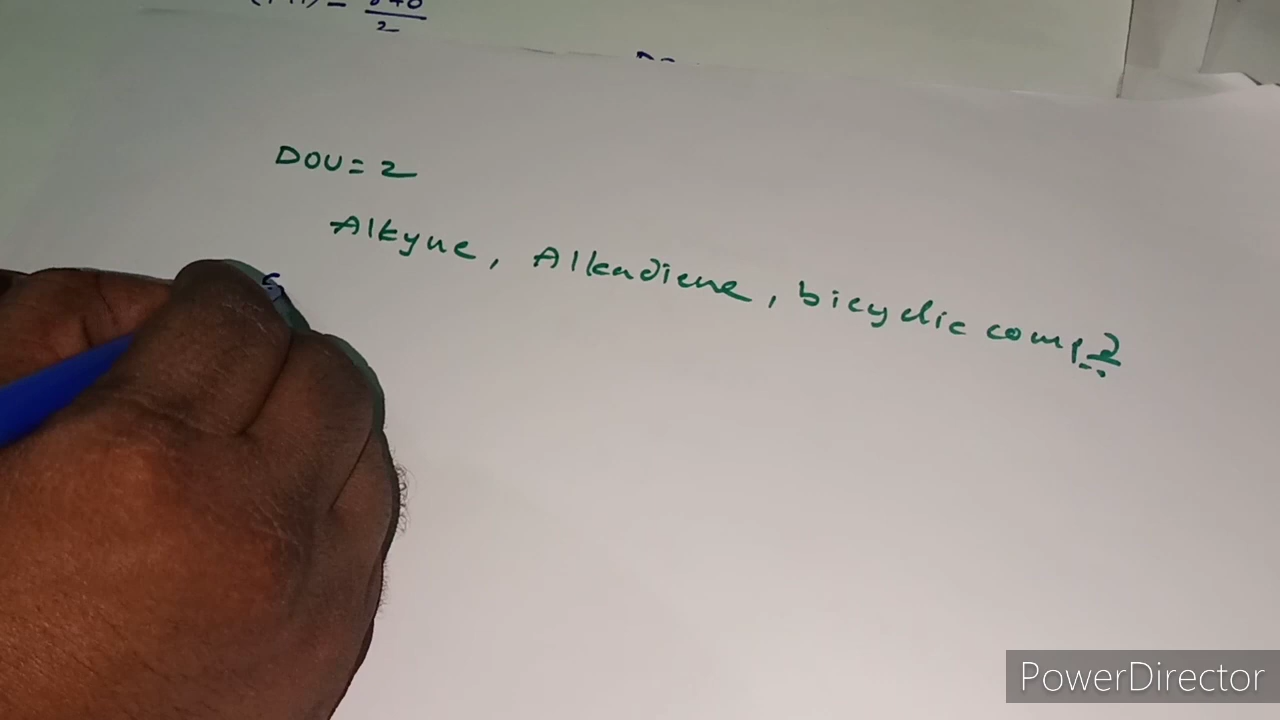 DOU = 2
Alkyne, Alkadiene, bicyclic comp
PowerDirector